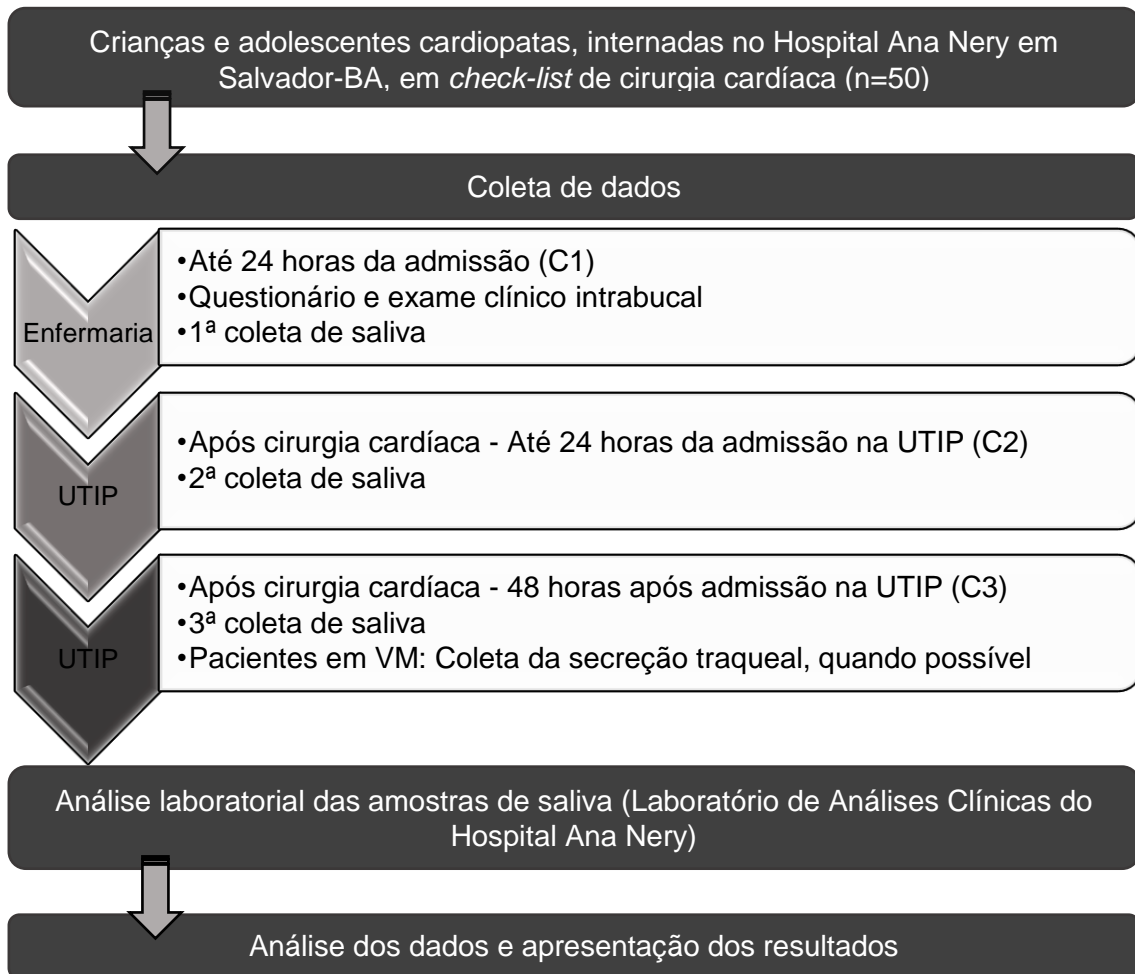 Crianças e adolescentes cardiopatas, internadas no Hospital Ana Nery em
Salvador-BA, em check-list de cirurgia cardíaca (n=50)
Coleta de dados
Enfermaria
•Até 24 horas da admissão (C1)
•Questionário e exame clínico intrabucal
•1ª coleta de saliva
UTIP
•Após cirurgia cardíaca - Até 24 horas da admissão na UTIP (C2)
•2ª coleta de saliva
UTIP
•Após cirurgia cardíaca - 48 horas após admissão na UTIP (C3)
•3ª coleta de saliva
•Pacientes em VM: Coleta da secreção traqueal, quando possível
Análise laboratorial das amostras de saliva (Laboratório de Análises Clínicas do
Hospital Ana Nery)
Análise dos dados e apresentação dos resultados